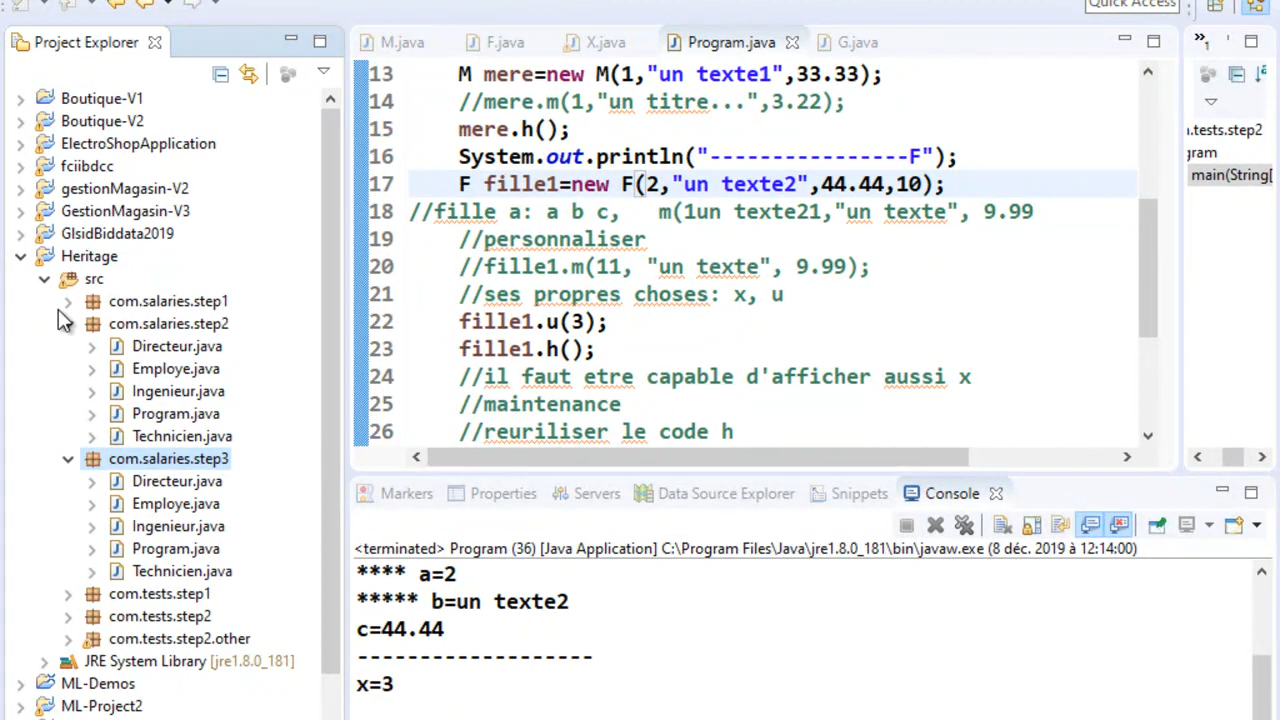 Quick Access
Project Explorer
Boutique-V1
Boutique-V2
ElectroShopApplication
fciibdcc
gestionMagasin-V2
GestionMagasin-V3
GlsidBiddata2019
Heritage
src
com.salaries.step1
com.salaries.step2
Directeur.java
Employe.java
Ingenieur.java
Program.java
Technicien.java
com.salaries.step3
Directeur.java
Employe.java
Ingenieur.java
Program.java
Technicien.java
com.tests.step1
com.tests.step2
com.tests.step2.other
JRE System Library [jre1.8.0_181]
ML-Demos
ML-Project2
M.java F.java X.java Program.java G.java
13 M mere=new M(1,"un texte1",33.33);
14 //mere.m(1,"un titre...",3.22);
15 mere.h();
16 System.out.println("----------------F");
17 F fille1=new F(2,"un texte2",44.44,10);
18 //fille a: a b c,   m(1un texte21,"un texte", 9.99
19 //personnaliser
20 //fille1.m(11, "un texte", 9.99);
21 //ses propres choses: x, u
22 fille1.u(3);
23 fille1.h();
24 //il faut etre capable d'afficher aussi x
25 //maintenance
26 //reuriliser le code h
1
n.tests.step2
gram
main(String[
Markers Properties Servers Data Source Explorer Snippets Console
<terminated> Program (36) [Java Application] C:\Program Files\Java\jre1.8.0_181\bin\javaw.exe (8 déc. 2019 à 12:14:00)
**** a=2
***** b=un texte2
c=44.44
-------------------
x=3